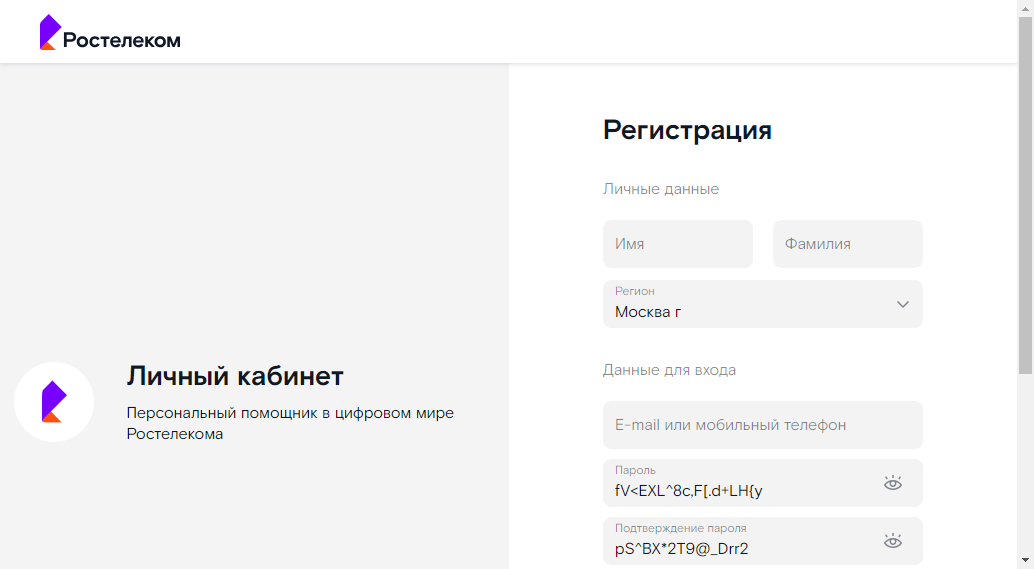 Ростелеком
Личный кабинет
Персональный помощник в цифровом мире
Ростелекома
Регистрация
Личные данные
Имя
Фамилия
Регион
Москва г
Данные для входа
E-mail или мобильный телефон
Пароль
fV<EXL^8c,F[.d+LH{y
Подтверждение пароля
pS^BX*2T9@_Drr2